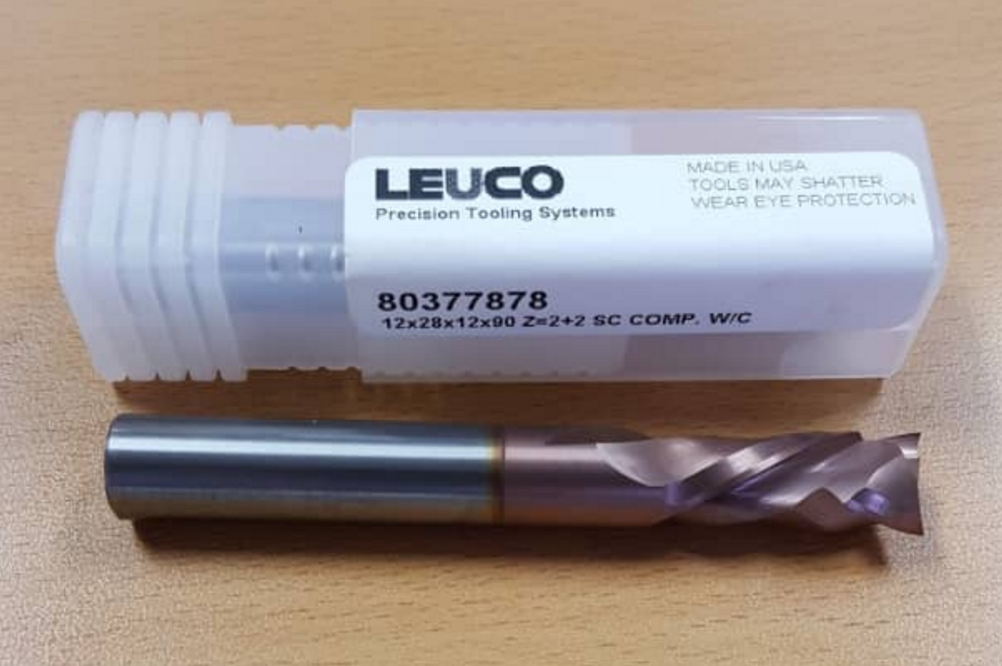 LEUCO
Precision Tooling Systems
MADE IN USA
TOOLS MAY SHATTER
WEAR EYE PROTECTION
80377878
12x28x12x90 Z=2+2 SC COMP. W/C